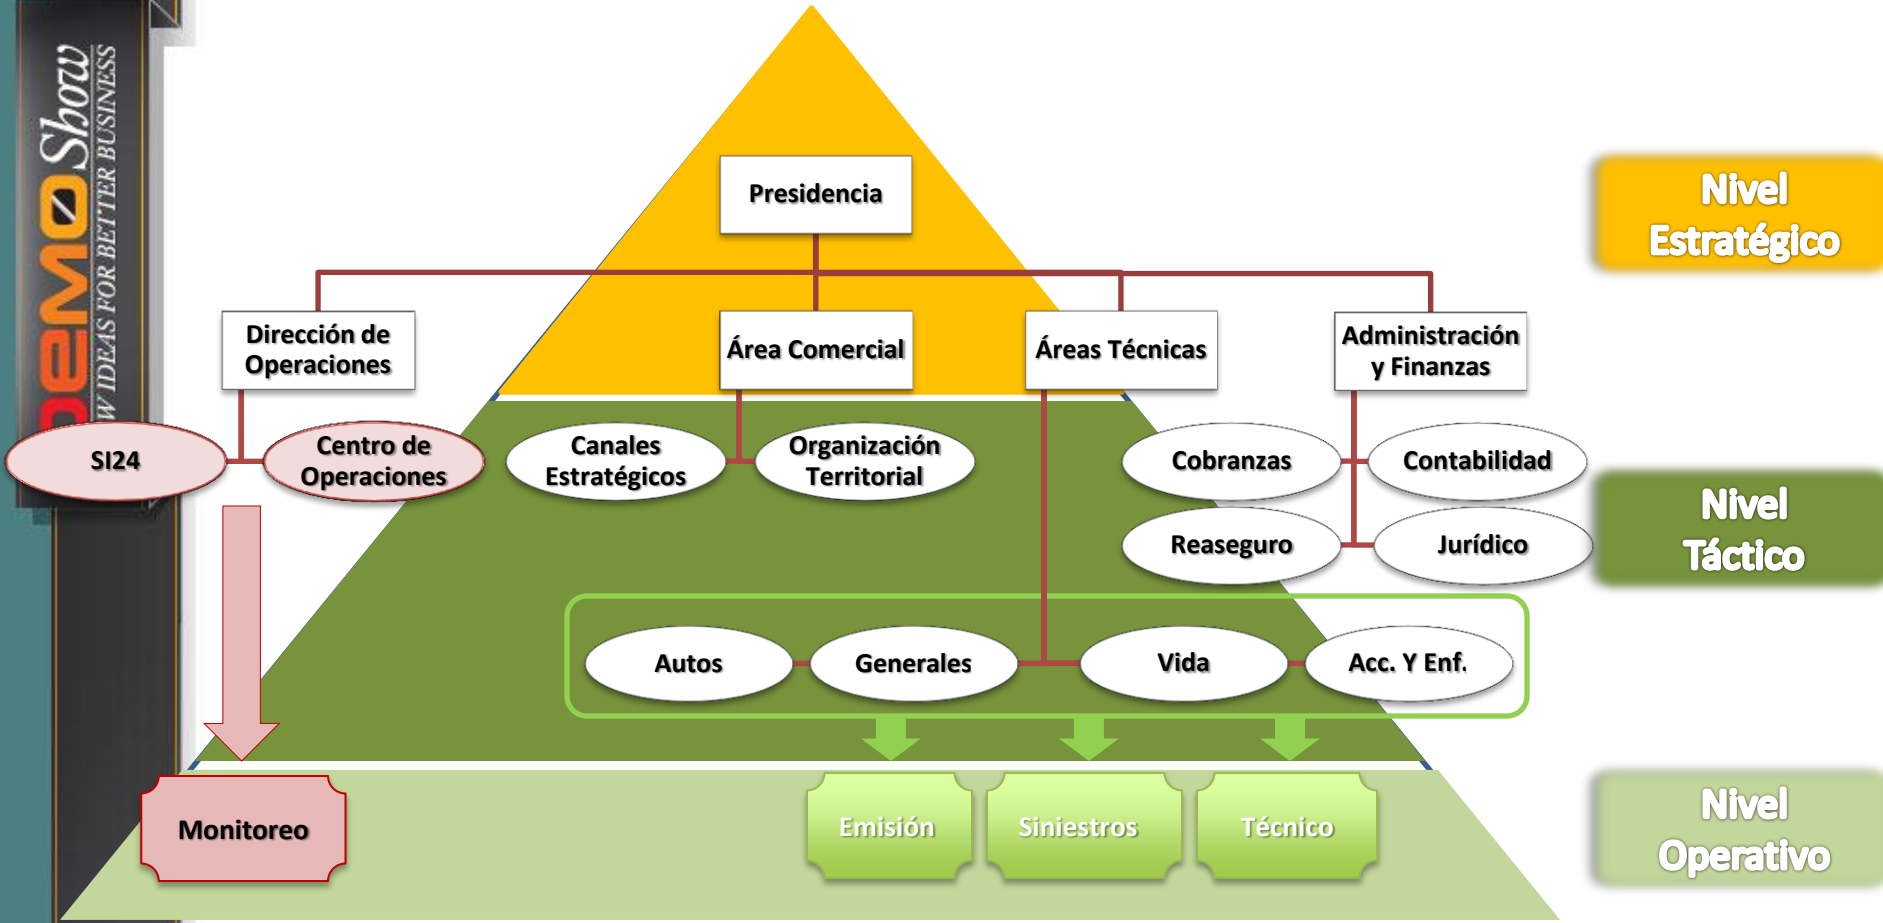 DEMO Show
W IDEAS FOR BETTER BUSINESS
Presidencia
Nivel
Estratégico
Dirección de
Operaciones
Área Comercial
Áreas Técnicas
Administración
y Finanzas
SI24
Centro de
Operaciones
Canales
Estratégicos
Organización
Territorial
Cobranzas
Contabilidad
Reaseguro
Jurídico
Nivel
Táctico
Autos
Generales
Vida
Acc. Y Enf.
Monitoreo
Emisión
Siniestros
Técnico
Nivel
Operativo